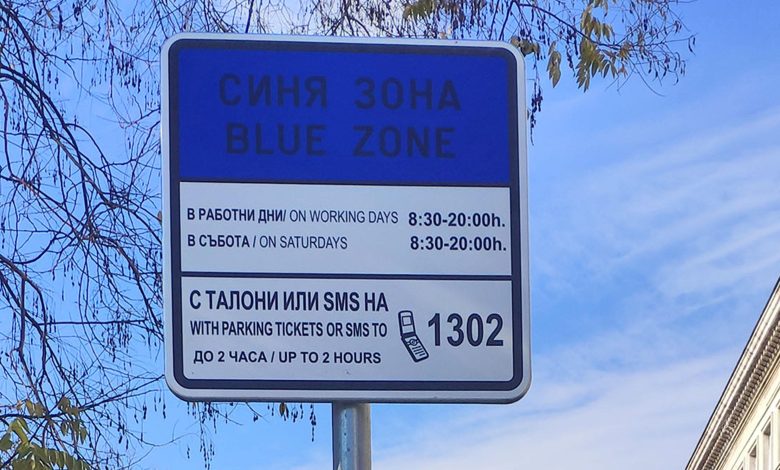 СИНЯ ЗОНА
BLUE ZONE
В РАБОТНИ ДНИ/ ON WORKING DAYS 8:30-20:00h.
В СЪБОТА / ON SATURDAYS 8:30-20:00h.
С ТАЛОНИ ИЛИ SMS НА
WITH PARKING TICKETS OR SMS TO 1302
ДО 2 ЧАСА / UP TO 2 HOURS